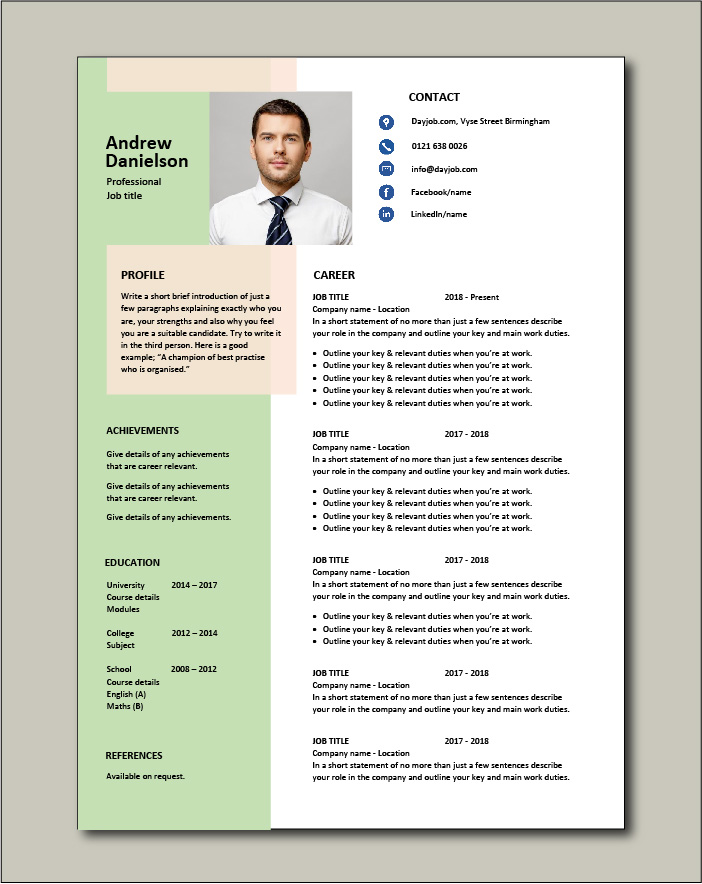 Andrew
Danielson
Professional
Job title
CONTACT
Dayjob.com, Vyse Street Birmingham
0121 638 0026
info@dayjob.com
Facebook/name
LinkedIn/name
PROFILE
Write a short brief introduction of just a
few paragraphs explaining exactly who you
are, your strengths and also why you feel
you are a suitable candidate. Try to write it
in the third person. Here is a good
example; “A champion of best practise
who is organised.”
ACHIEVEMENTS
Give details of any achievements
that are career relevant.
Give details of any achievements
that are career relevant.
Give details of any achievements.
EDUCATION
University 2014 – 2017
Course details
Modules
College 2012 – 2014
Subject
School 2008 – 2012
Course details
English (A)
Maths (B)
REFERENCES
Available on request.
CAREER
JOB TITLE 2018 - Present
Company name - Location
In a short statement of no more than just a few sentences describe
your role in the company and outline your key and main work duties.
• Outline your key & relevant duties when you’re at work.
• Outline your key & relevant duties when you’re at work.
• Outline your key & relevant duties when you’re at work.
• Outline your key & relevant duties when you’re at work.
• Outline your key & relevant duties when you’re at work.
JOB TITLE 2017 - 2018
Company name - Location
In a short statement of no more than just a few sentences describe
your role in the company and outline your key and main work duties.
• Outline your key & relevant duties when you’re at work.
• Outline your key & relevant duties when you’re at work.
• Outline your key & relevant duties when you’re at work.
• Outline your key & relevant duties when you’re at work.
JOB TITLE 2017 - 2018
Company name - Location
In a short statement of no more than just a few sentences describe
your role in the company and outline your key and main work duties.
• Outline your key & relevant duties when you’re at work.
• Outline your key & relevant duties when you’re at work.
• Outline your key & relevant duties when you’re at work.
JOB TITLE 2017 - 2018
Company name - Location
In a short statement of no more than just a few sentences describe
your role in the company and outline your key and main work duties.
JOB TITLE 2017 - 2018
Company name - Location
In a short statement of no more than just a few sentences describe
your role in the company and outline your key and main work duties.